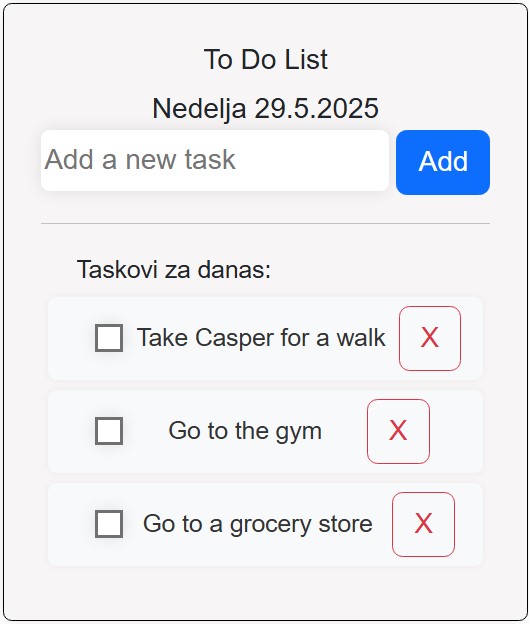 To Do List
Nedelja 29.5.2025
Add a new task Add
Taskovi za danas:
Take Casper for a walk X
Go to the gym X
Go to a grocery store X